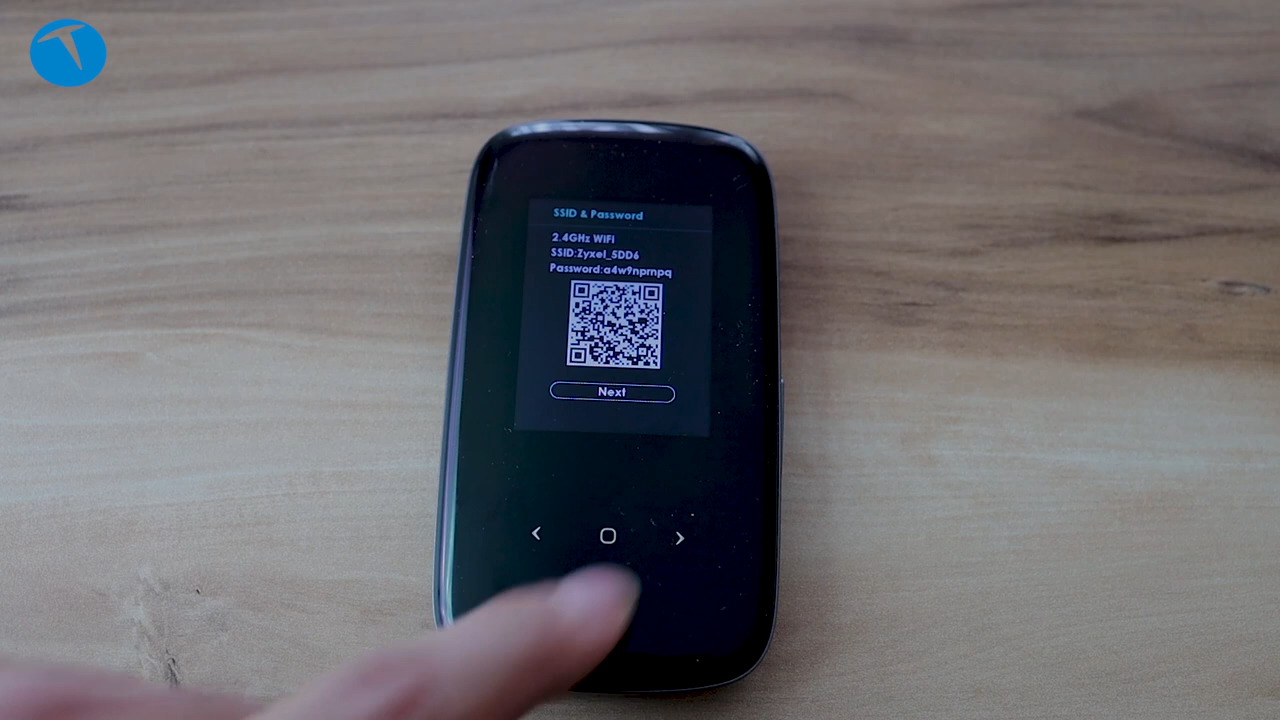 SSID & Password
2.4GHz WiFi
SSID:Zyxel_5DD6
Password:a4w9nprnpq
Next